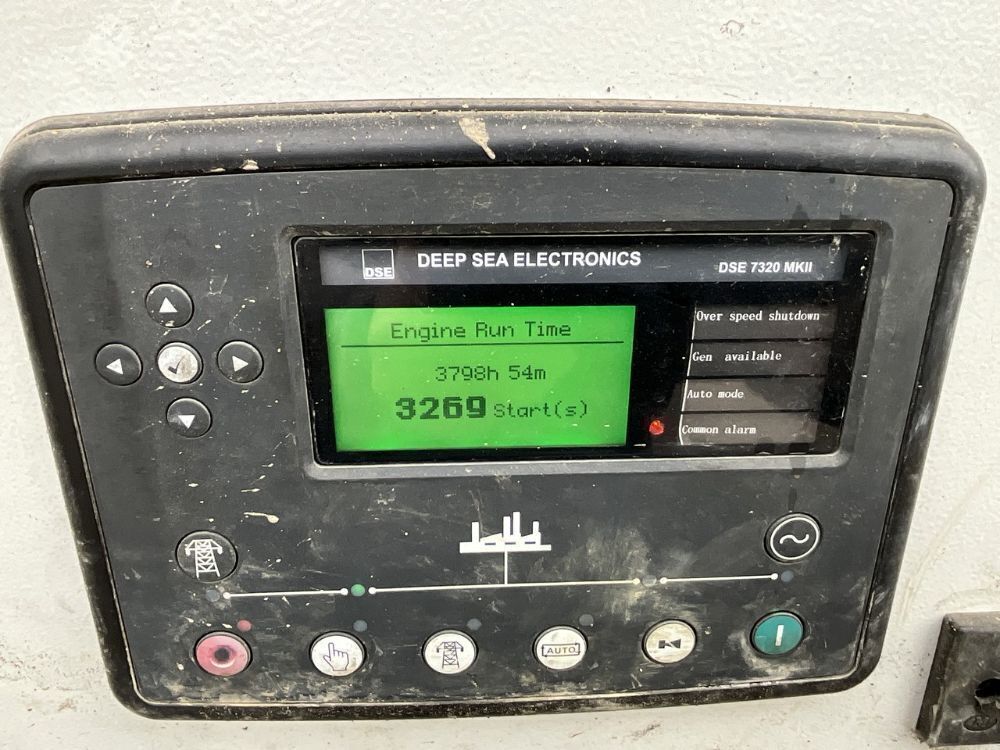 DSE
DEEP SEA ELECTRONICS
DSE 7320 MKII
Engine Run Time
3798h 54m
3269 Start(s)
Over speed shutdown
Gen available
Auto mode
Common alarm
AUTO